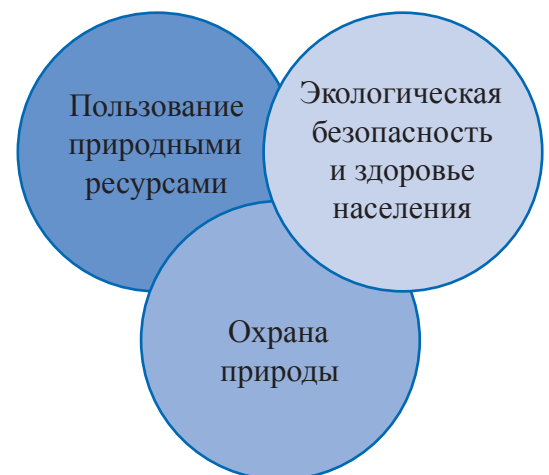 Пользование
природными
ресурсами
Экологическая
безопасность
и здоровье
населения
Охрана
природы